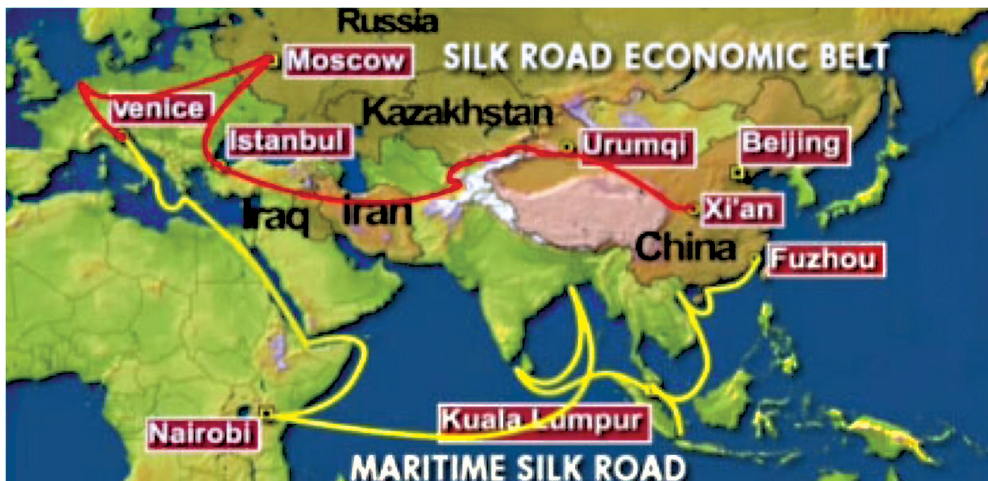 Russia
Moscow
SILK ROAD ECONOMIC BELT
Venice
Kazakhstan
Istanbul
Urumqi
Beijing
Iraq
iran
Xi'an
China
Fuzhou
Nairobi
Kuala Lumpur
MARITIME SILK ROAD